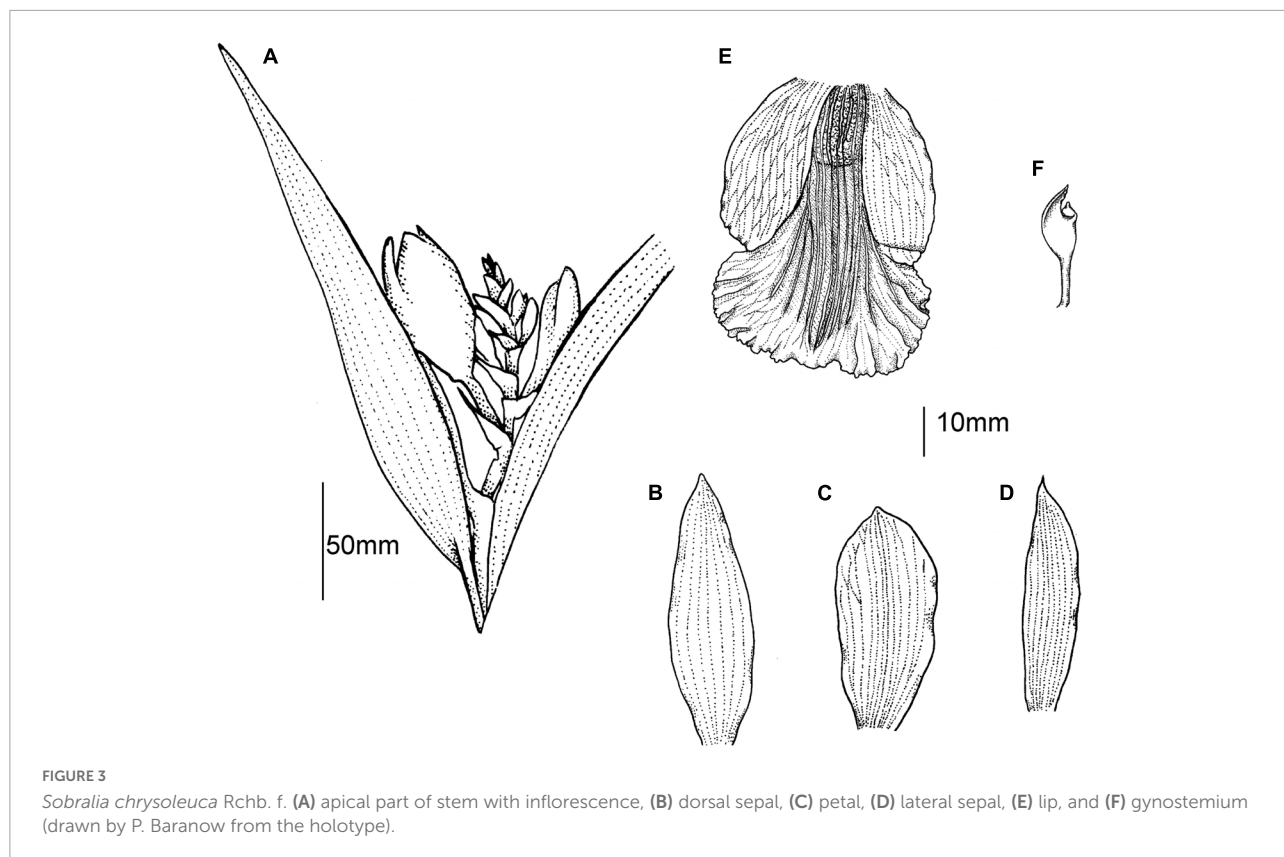 A
E
F
10mm
B
C
D
50mm
FIGURE 3
Sobralia chrysoleuca Rchb. f. (A) apical part of stem with inflorescence, (B) dorsal sepal, (C) petal, (D) lateral sepal, (E) lip, and (F) gynostemium
(drawn by P. Baranow from the holotype).